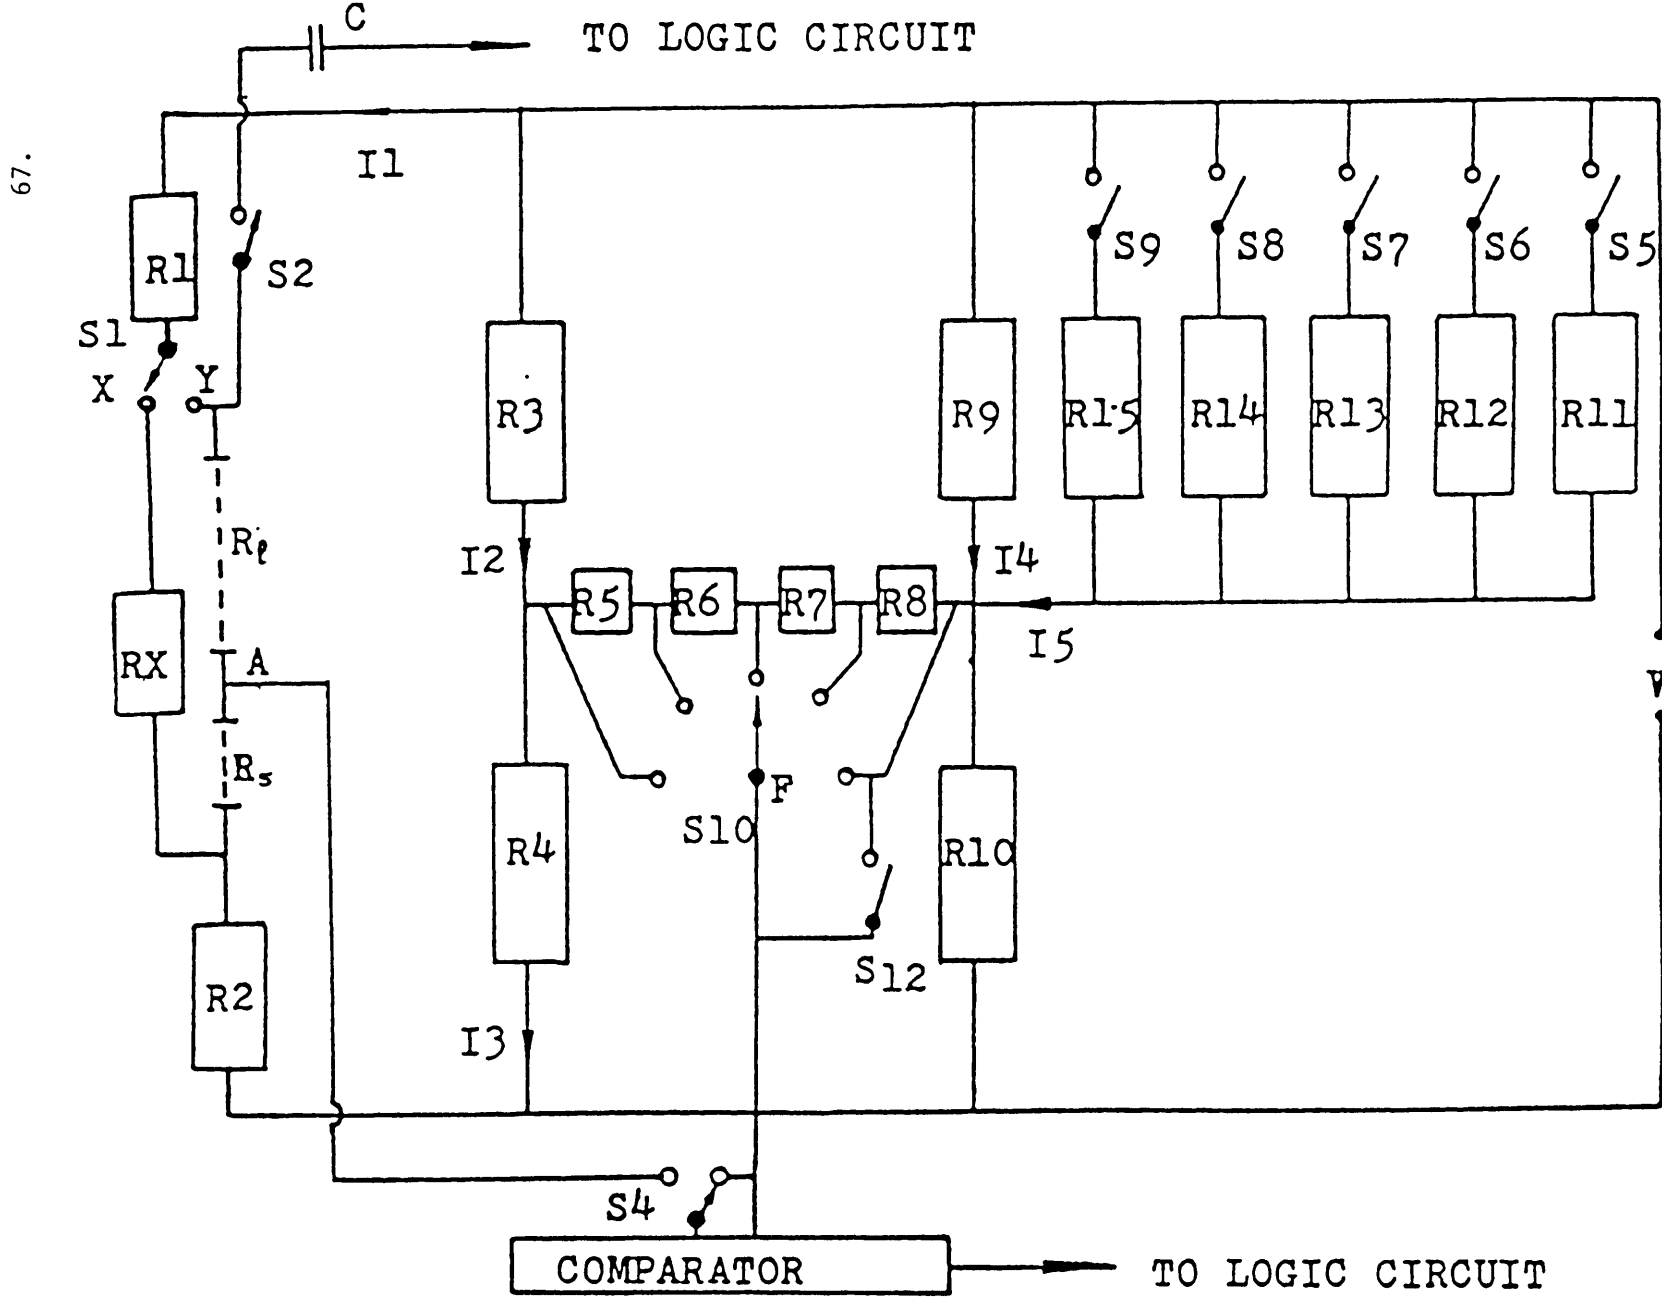 C
TO LOGIC CIRCUIT
67.
I1
R1
S2
S9
S8
S7
S6
S5
S1
X
Y
R3
R9
R15
R14
R13
R12
R11
Rℓ
I2
I4
R5
R6
R7
R8
I5
RX
A
V
Rs
F
S10
R4
R10
S12
R2
I3
S4
COMPARATOR
TO LOGIC CIRCUIT